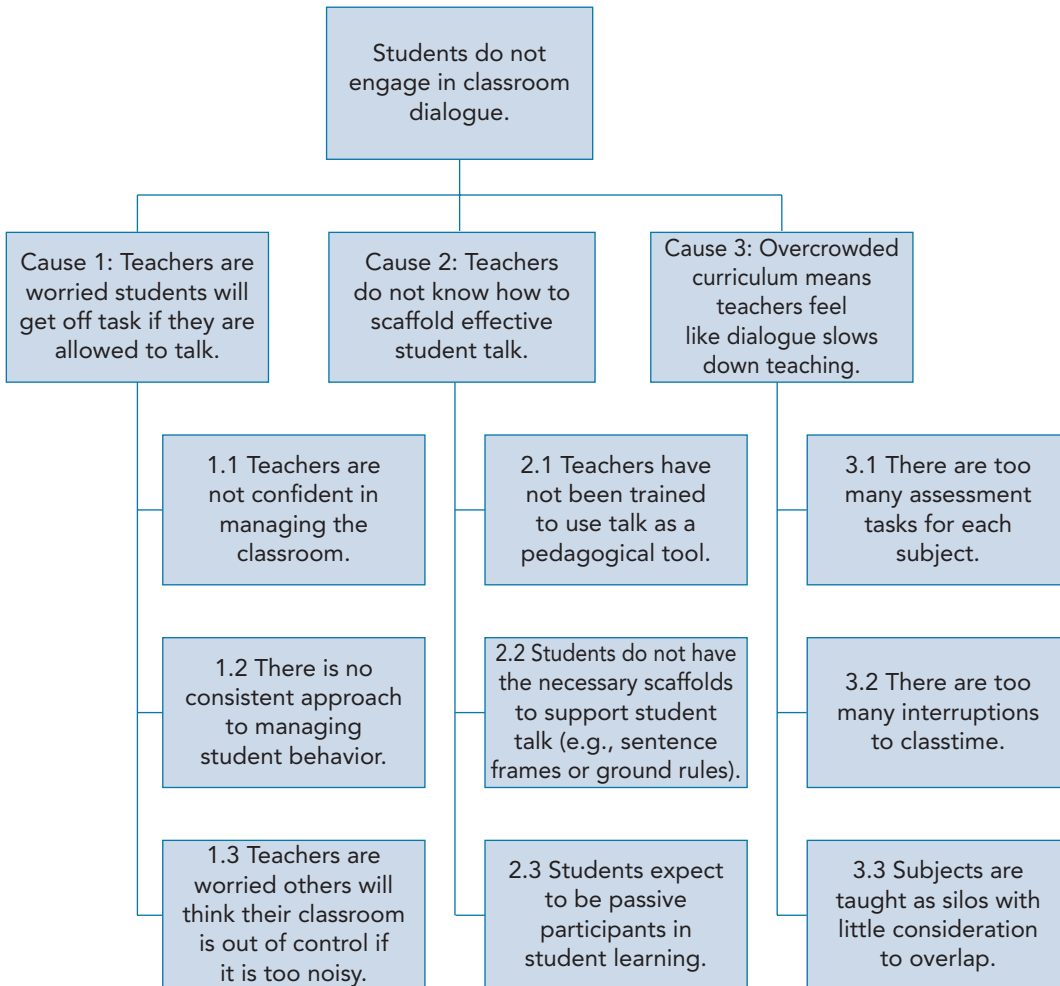 Students do not
engage in classroom
dialogue.
Cause 1: Teachers are
worried students will
get off task if they are
allowed to talk.
Cause 2: Teachers
do not know how to
scaffold effective
student talk.
Cause 3: Overcrowded
curriculum means
teachers feel
like dialogue slows
down teaching.
1.1 Teachers are
not confident in
managing the
classroom.
2.1 Teachers have
not been trained
to use talk as a
pedagogical tool.
3.1 There are too
many assessment
tasks for each
subject.
1.2 There is no
consistent approach
to managing
student behavior.
2.2 Students do not have
the necessary scaffolds
to support student
talk (e.g., sentence
frames or ground rules).
3.2 There are too
many interruptions
to classtime.
1.3 Teachers are
worried others will
think their classroom
is out of control if
it is too noisy.
2.3 Students expect
to be passive
participants in
student learning.
3.3 Subjects are
taught as silos with
little consideration
to overlap.